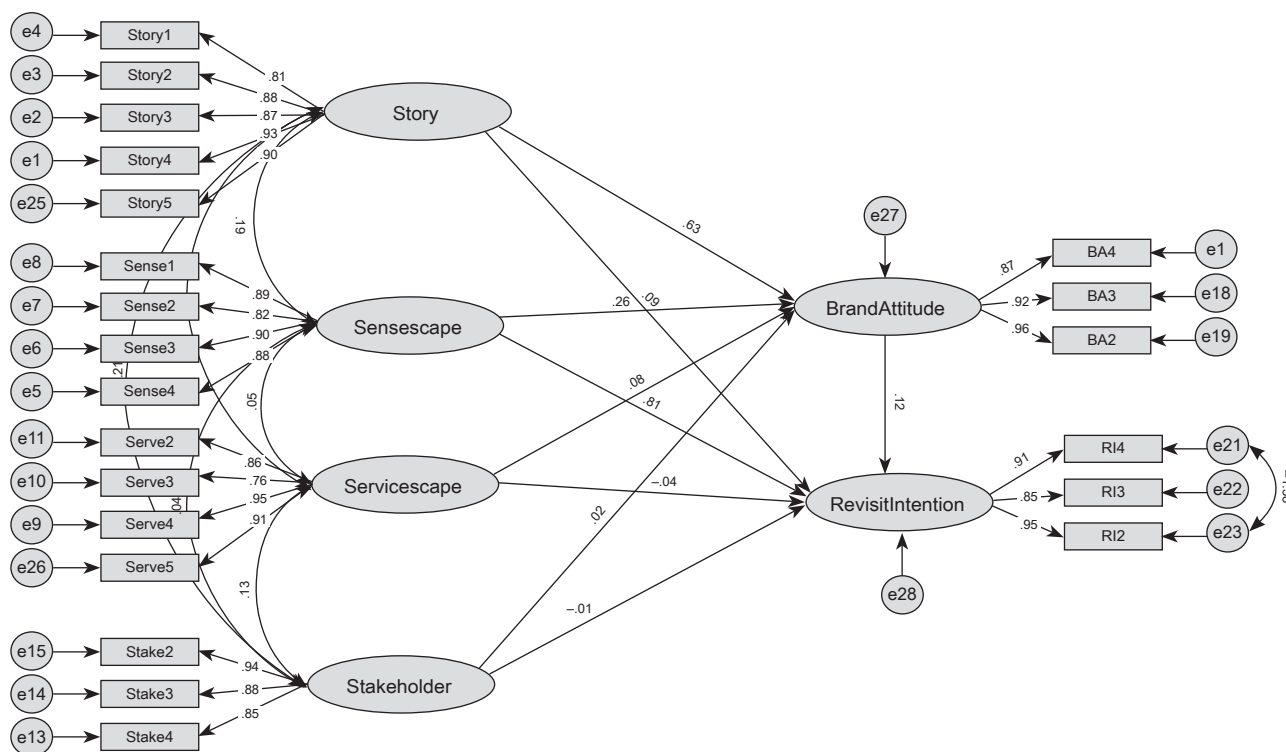 e4
Story1
e3
Story2
e2
Story3
e1
Story4
e25
Story5
.81
.88
.87
.93
.90
Story
.19
.63
.09
e27
e8
Sense1
e7
Sense2
e6
Sense3
e5
Sense4
.89
.82
.90
.88
Sensescape
.26
BrandAttitude
.87
.92
.96
BA4
e1
BA3
e18
BA2
e19
.21
.05
.08
.81
.12
e11
Serve2
e10
Serve3
e9
Serve4
e26
Serve5
.86
.76
.95
.91
.04
Servicescape
–.04
.02
RevisitIntention
.91
.85
.95
RI4
e21
RI3
e22
RI2
e23
e28
.13
–.01
e15
Stake2
e14
Stake3
e13
Stake4
.94
.88
.85
Stakeholder